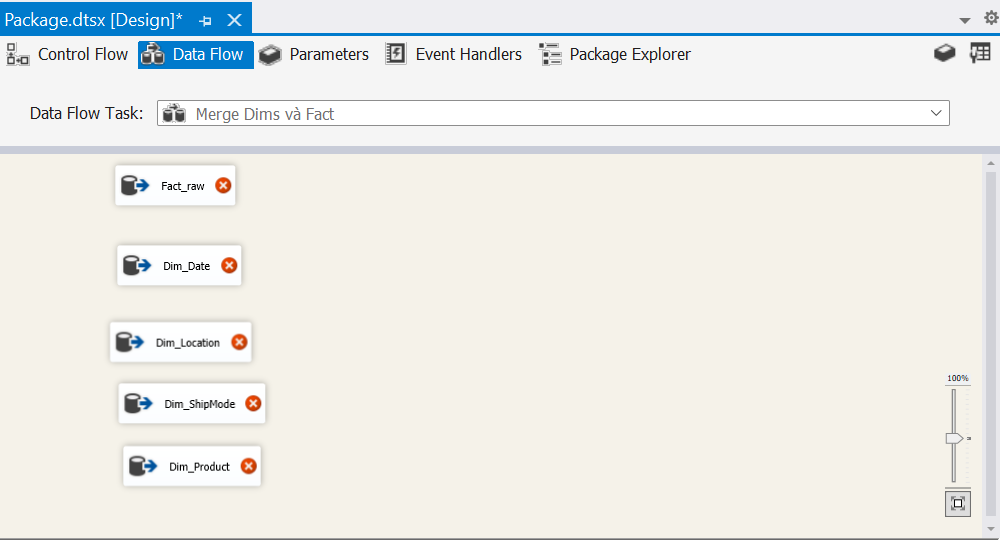 Package.dtsx [Design]*
Control Flow Data Flow Parameters Event Handlers Package Explorer
Data Flow Task: Merge Dims và Fact
Fact_raw
Dim_Date
Dim_Location
100%
Dim_ShipMode
Dim_Product